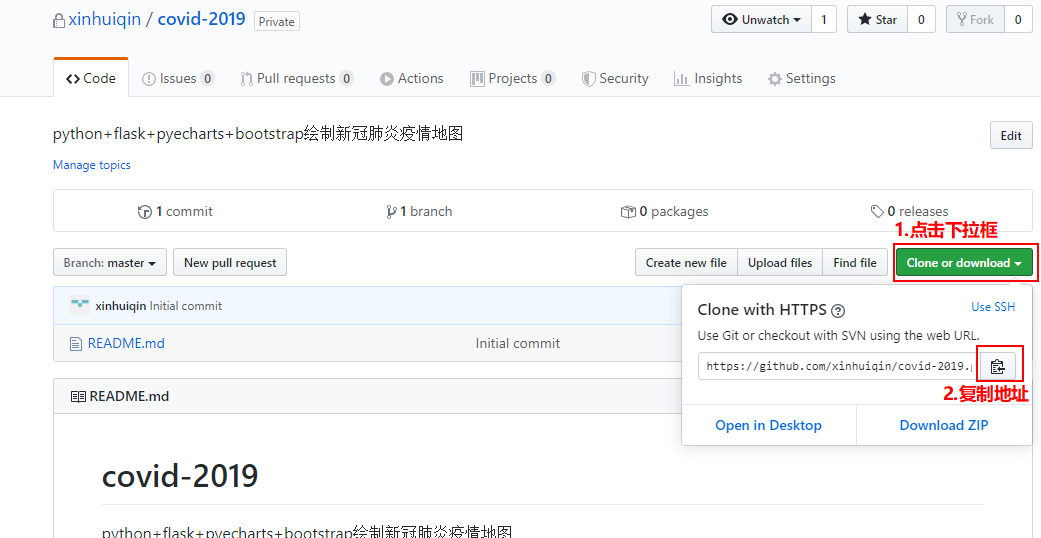 xinhuiqin / covid-2019 Private Unwatch 1 Star 0 Fork 0
Code Issues 0 Pull requests 0 Actions Projects 0 Security Insights Settings
python+flask+pyecharts+bootstrap绘制新冠肺炎疫情地图 Edit
Manage topics
1 commit 1 branch 0 packages 0 releases
1.点击下拉框
Branch: master New pull request Create new file Upload files Find file Clone or download
xinhuiqin Initial commit
README.md Initial commit
Clone with HTTPS Use SSH
Use Git or checkout with SVN using the web URL.
https://github.com/xinhuiqin/covid-2019.
2.复制地址
Open in Desktop Download ZIP
README.md
covid-2019
python+flask+pyecharts+bootstrap绘制新冠肺炎疫情地图